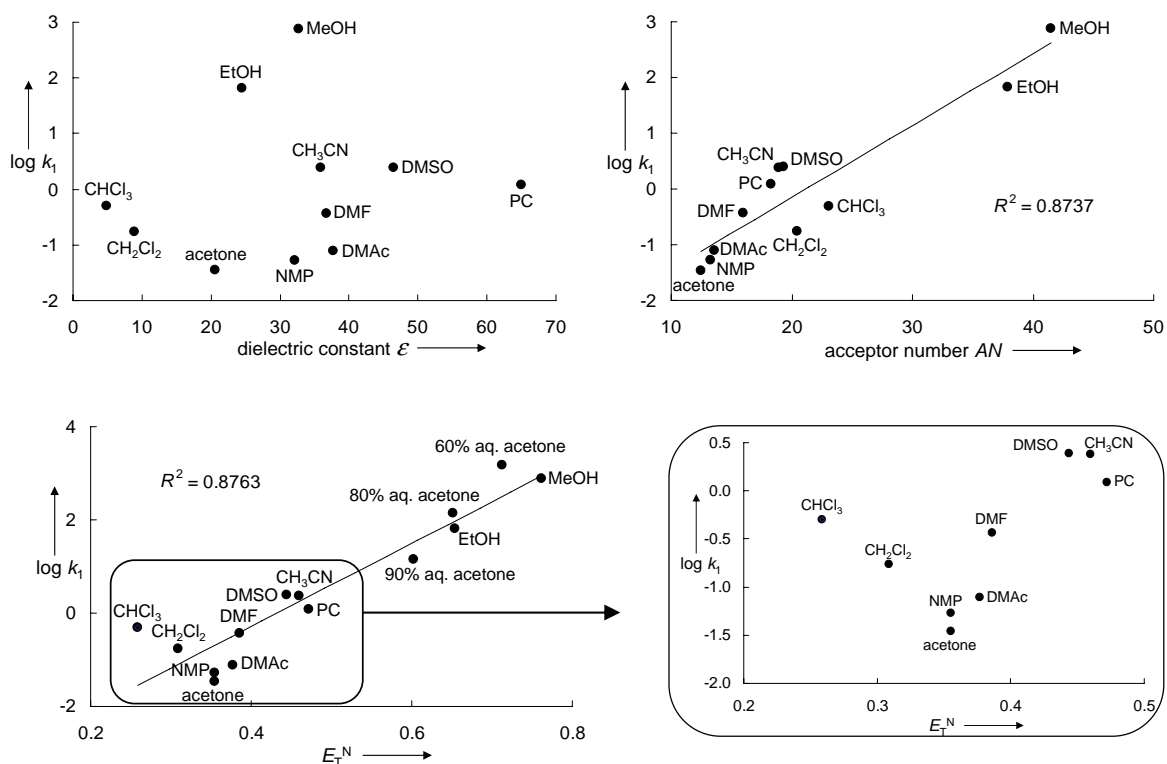 3
2
1
0
-1
-2
log k₁
MeOH
EtOH
CH₃CN
DMSO
CHCl₃
PC
DMF
CH₂Cl₂
acetone
DMAc
NMP
0 10 20 30 40 50 60 70
dielectric constant ε
3
2
1
0
-1
-2
log k₁
MeOH
EtOH
CH₃CN
DMSO
PC
DMF
CHCl₃
R² = 0.8737
CH₂Cl₂
DMAc
NMP
acetone
10 20 30 40 50
acceptor number AN
4
2
0
-2
log k₁
R² = 0.8763
60% aq. acetone
MeOH
80% aq. acetone
EtOH
90% aq. acetone
CH₃CN
DMSO
CHCl₃
DMF
PC
CH₂Cl₂
NMP
DMAc
acetone
0.2 0.4 0.6 0.8
E_T^N
0.5
0.0
-0.5
-1.0
-1.5
-2.0
log k₁
DMSO
CH₃CN
PC
CHCl₃
DMF
CH₂Cl₂
NMP
DMAc
acetone
0.2 0.3 0.4 0.5
E_T^N